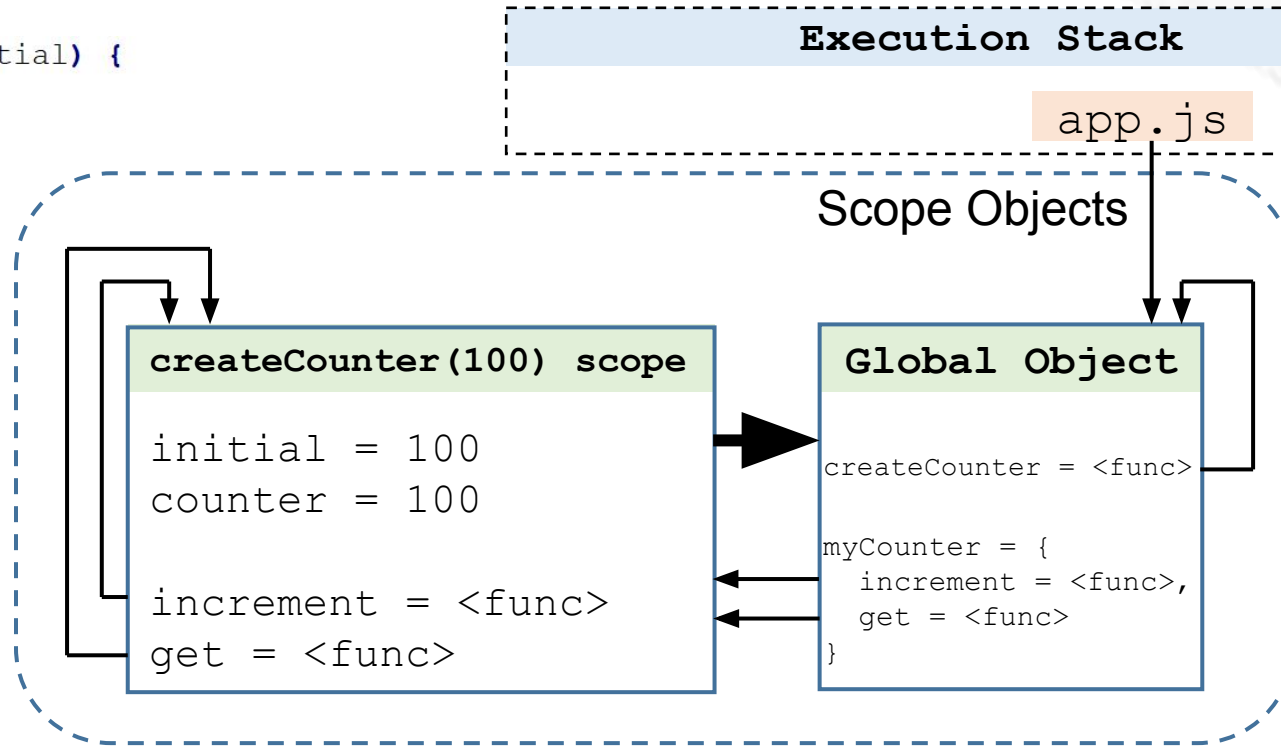 tial) {
Execution Stack
app.js
Scope Objects
createCounter(100) scope
initial = 100
counter = 100
increment = <func>
get = <func>
Global Object
createCounter = <func>
myCounter = {
increment = <func>,
get = <func>
}